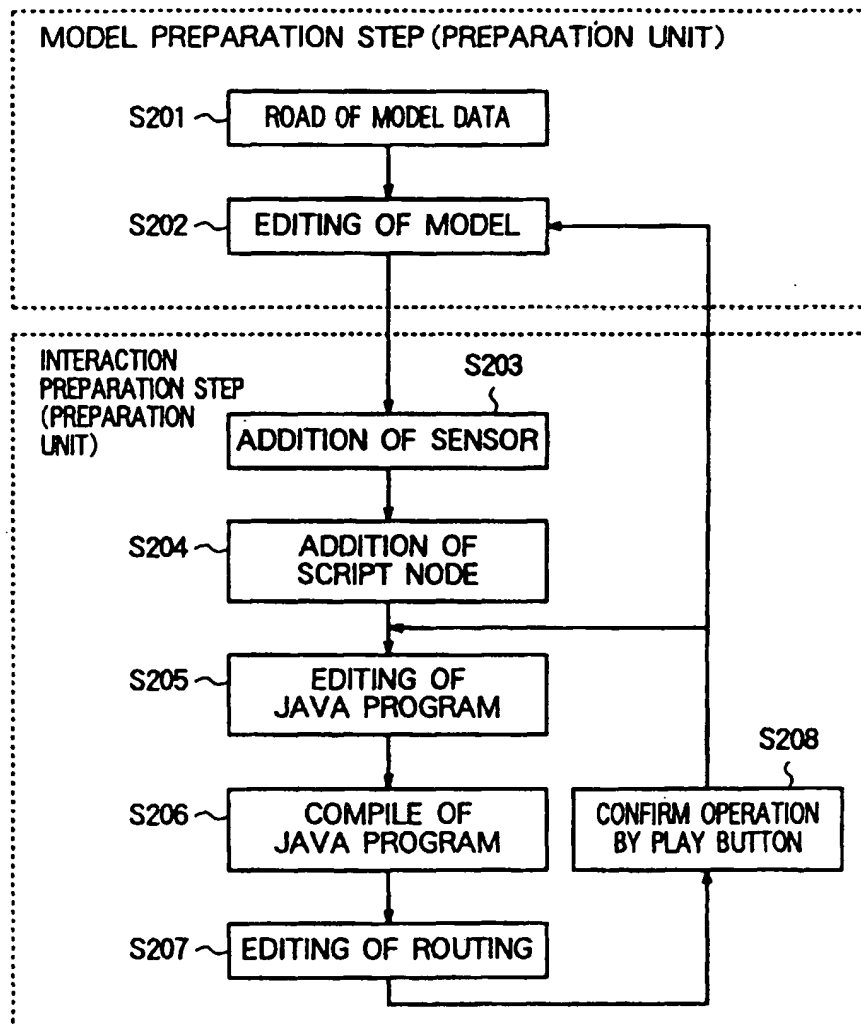 MODEL PREPARATION STEP (PREPARATION UNIT)
S201
ROAD OF MODEL DATA
S202
EDITING OF MODEL
INTERACTION
PREPARATION STEP
(PREPARATION
UNIT)
S203
ADDITION OF SENSOR
S204
ADDITION OF
SCRIPT NODE
S205
EDITING OF
JAVA PROGRAM
S206
COMPILE OF
JAVA PROGRAM
S208
CONFIRM OPERATION
BY PLAY BUTTON
S207
EDITING OF ROUTING